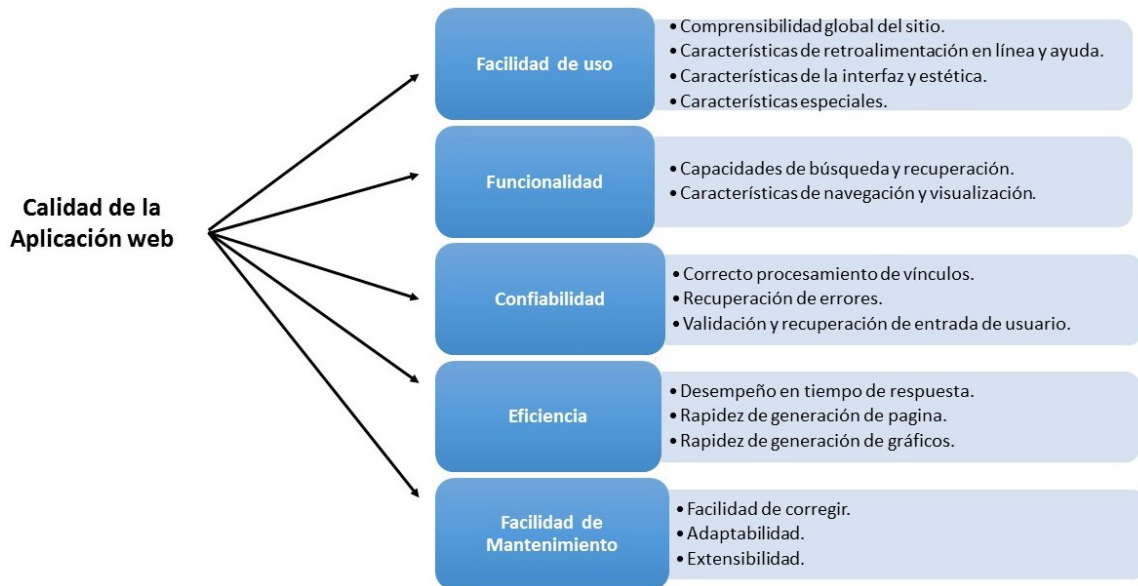 Calidad de la
Aplicación web
Facilidad de uso
• Comprensibilidad global del sitio.
• Características de retroalimentación en línea y ayuda.
• Características de la interfaz y estética.
• Características especiales.
Funcionalidad
• Capacidades de búsqueda y recuperación.
• Características de navegación y visualización.
Confiabilidad
• Correcto procesamiento de vínculos.
• Recuperación de errores.
• Validación y recuperación de entrada de usuario.
Eficiencia
• Desempeño en tiempo de respuesta.
• Rapidez de generación de pagina.
• Rapidez de generación de gráficos.
Facilidad de
Mantenimiento
• Facilidad de corregir.
• Adaptabilidad.
• Extensibilidad.